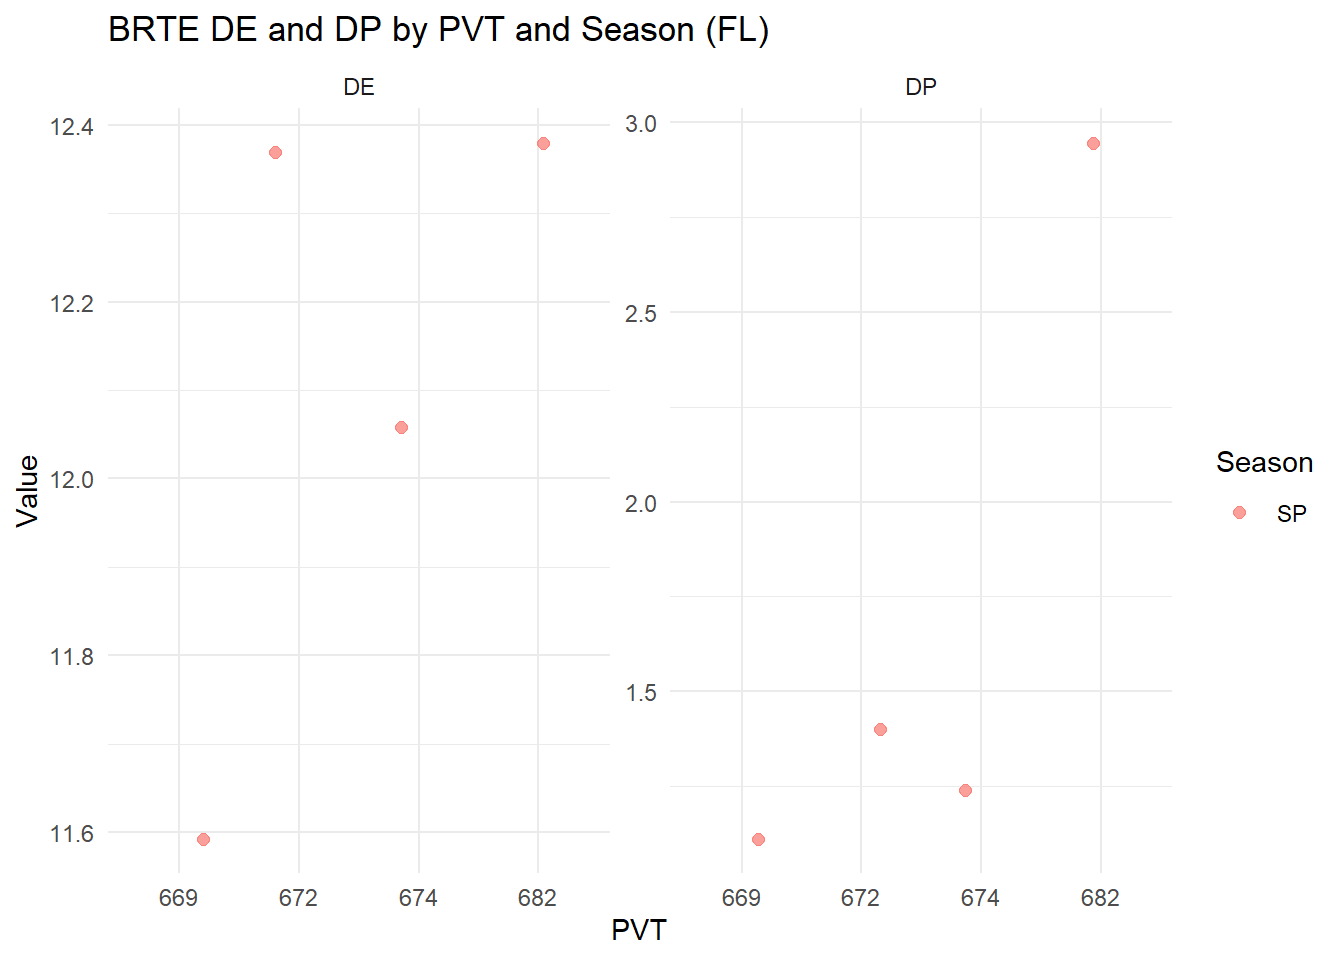 BRTE DE and DP by PVT and Season (FL)
DE
DP
12.4
12.2
12.0
11.8
11.6
3.0
2.5
2.0
1.5
Value
669
672
674
682
669
672
674
682
PVT
Season
SP